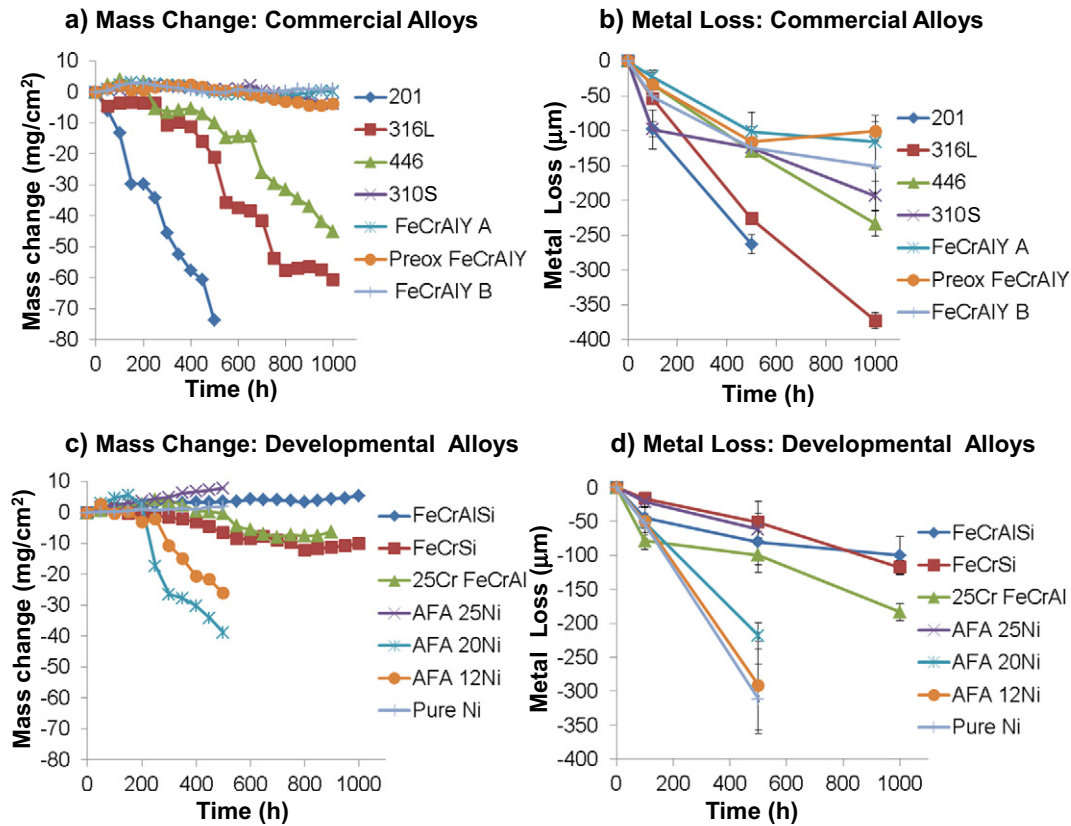 a) Mass Change: Commercial Alloys
Mass change (mg/cm²)
10
0
-10
-20
-30
-40
-50
-60
-70
-80
0 200 400 600 800 1000
Time (h)
201
316L
446
310S
FeCrAlY A
Preox FeCrAlY
FeCrAlY B
b) Metal Loss: Commercial Alloys
Metal Loss (µm)
0
-50
-100
-150
-200
-250
-300
-350
-400
0 200 400 600 800 1000
Time (h)
201
316L
446
310S
FeCrAlY A
Preox FeCrAlY
FeCrAlY B
c) Mass Change: Developmental Alloys
Mass change (mg/cm²)
10
0
-10
-20
-30
-40
-50
-60
-70
-80
0 200 400 600 800 1000
Time (h)
FeCrAlSi
FeCrSi
25Cr FeCrAl
AFA 25Ni
AFA 20Ni
AFA 12Ni
Pure Ni
d) Metal Loss: Developmental Alloys
Metal Loss (µm)
0
-50
-100
-150
-200
-250
-300
-350
-400
0 200 400 600 800 1000
Time (h)
FeCrAlSi
FeCrSi
25Cr FeCrAl
AFA 25Ni
AFA 20Ni
AFA 12Ni
Pure Ni